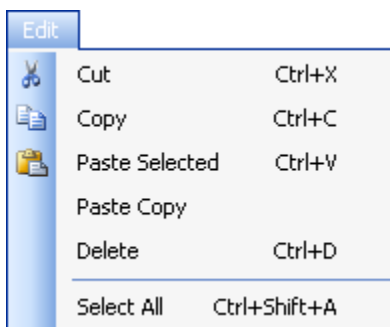 Edit
Cut Ctrl+X
Copy Ctrl+C
Paste Selected Ctrl+V
Paste Copy
Delete Ctrl+D
Select All Ctrl+Shift+A